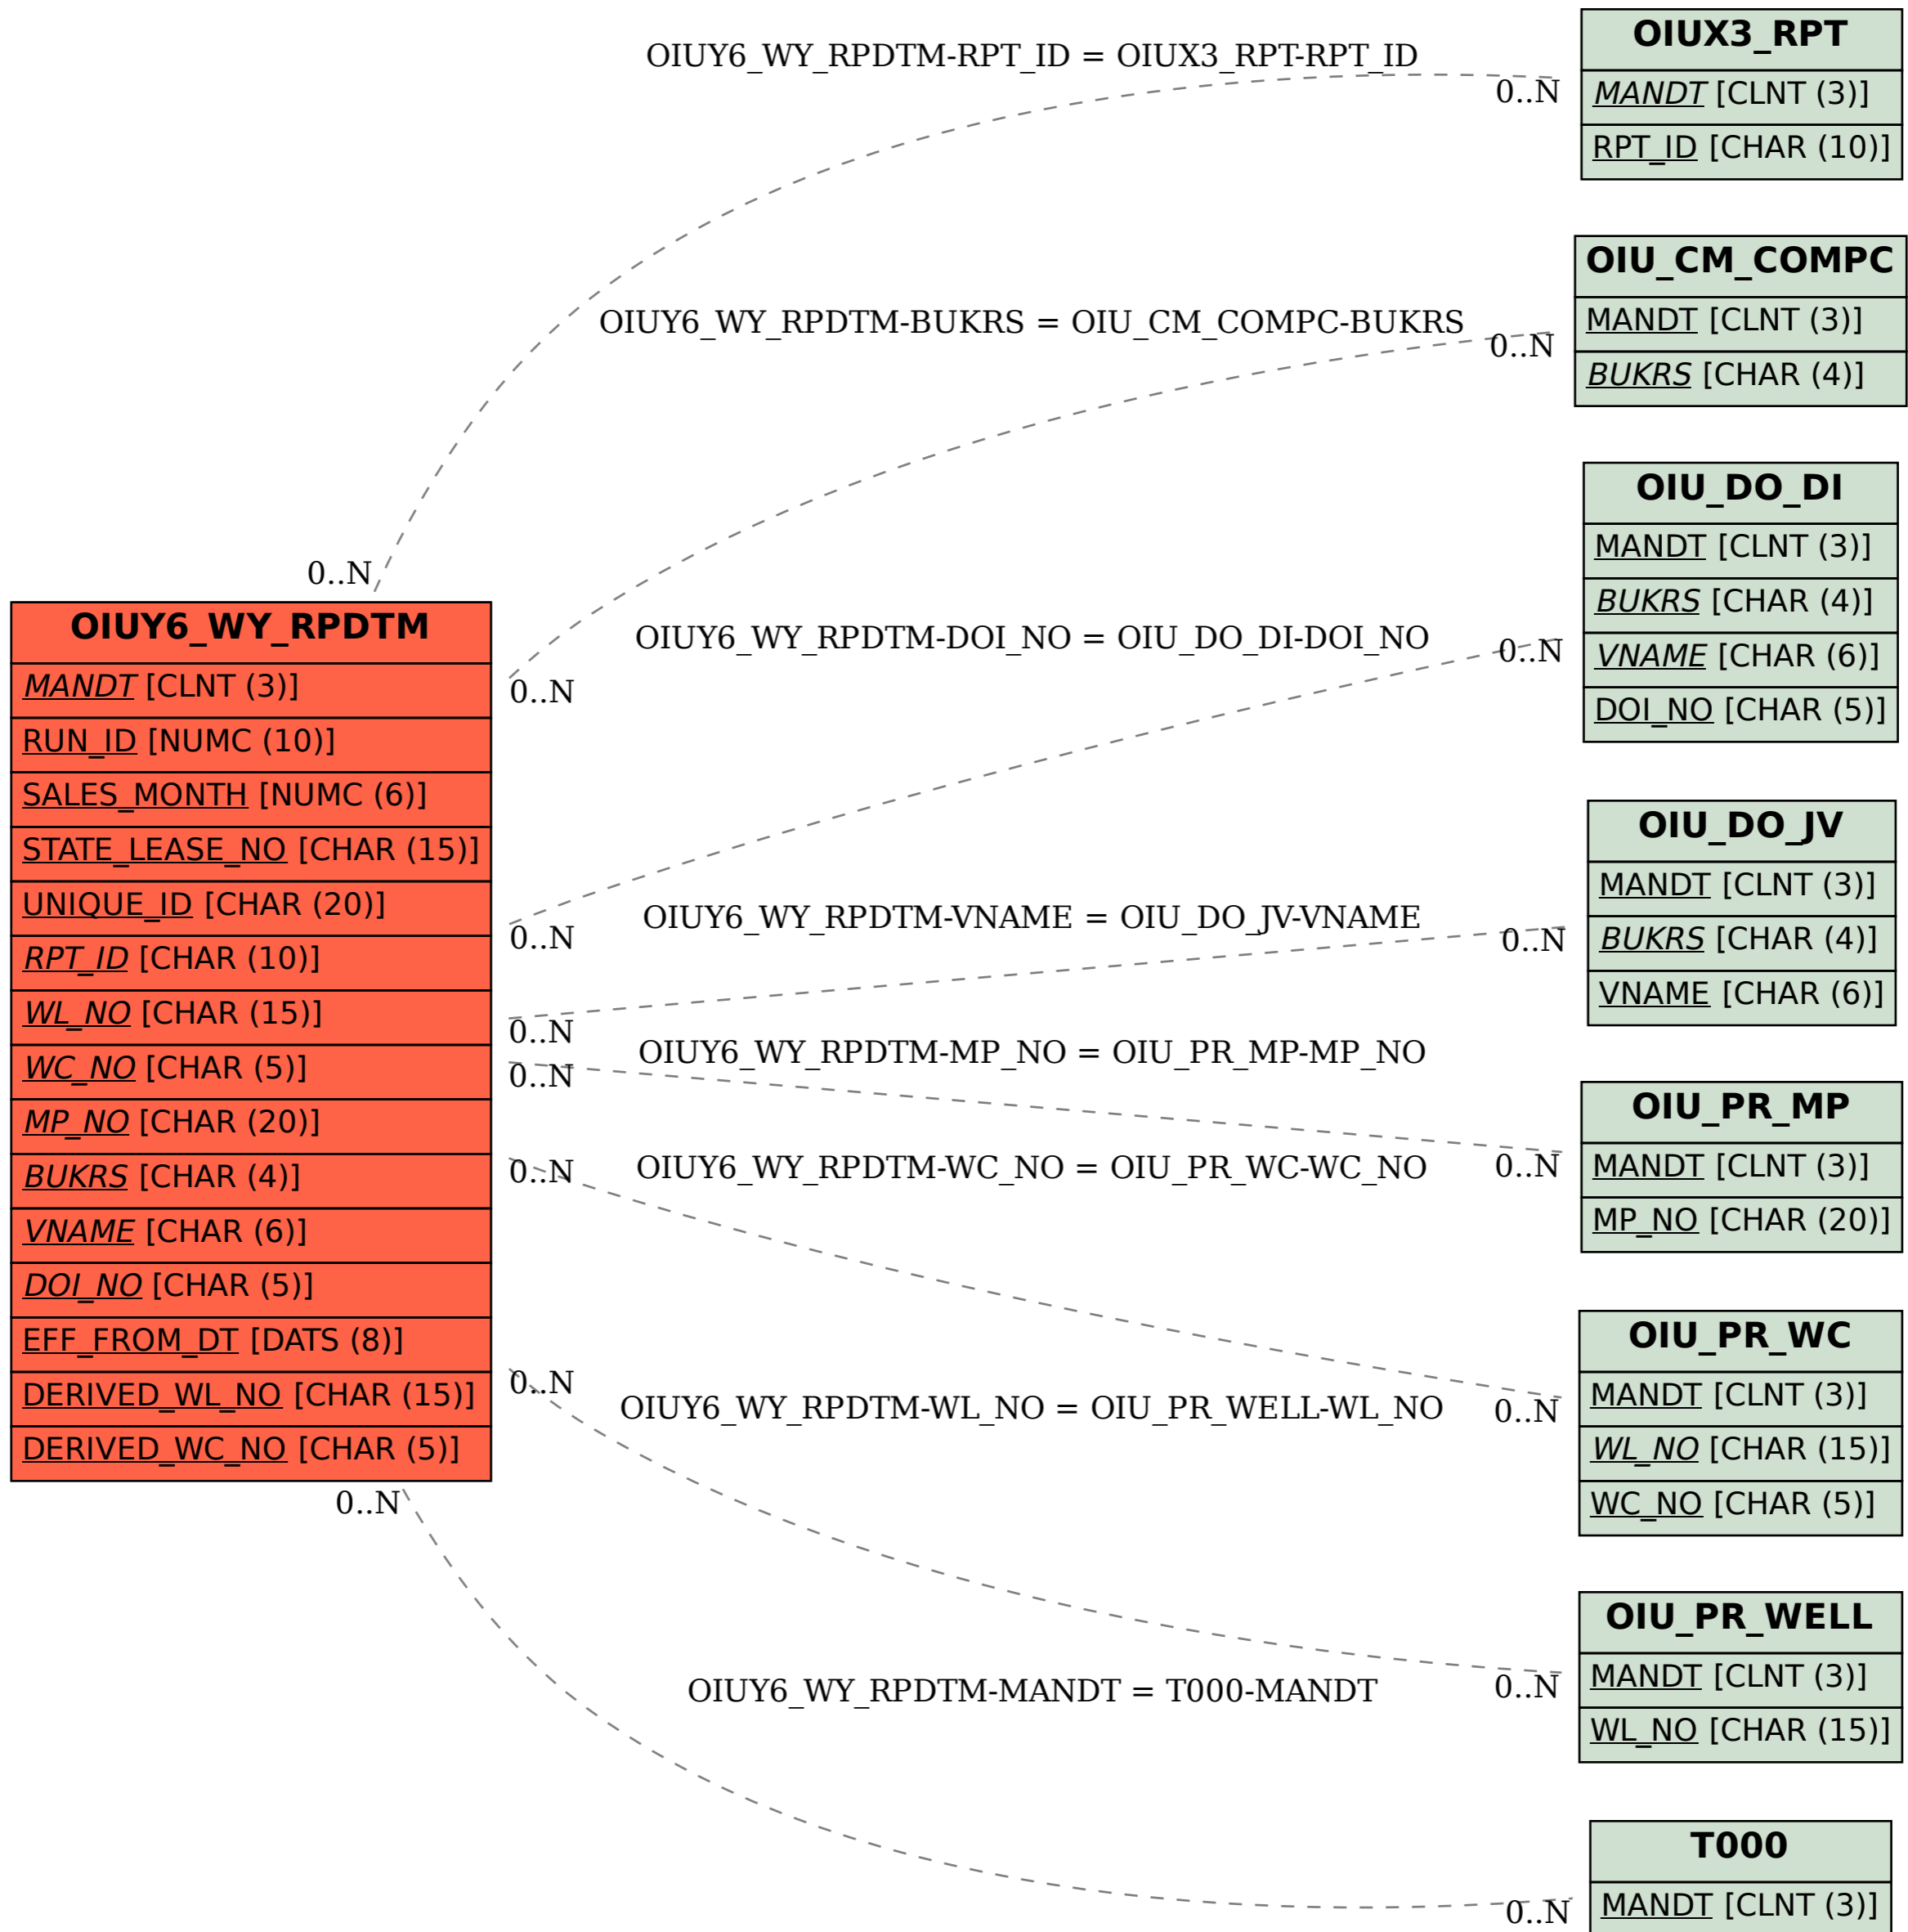 OIUY6_WY_RPDTM-RPT_ID = OIUX3_RPT-RPT_ID
0..N
0..N
OIUX3_RPT
MANDT [CLNT (3)]
RPT_ID [CHAR (10)]
OIUY6_WY_RPDTM-BUKRS = OIU_CM_COMPC-BUKRS
0..N
0..N
OIU_CM_COMPC
MANDT [CLNT (3)]
BUKRS [CHAR (4)]
OIUY6_WY_RPDTM-DOI_NO = OIU_DO_DI-DOI_NO
0..N
0..N
OIU_DO_DI
MANDT [CLNT (3)]
BUKRS [CHAR (4)]
VNAME [CHAR (6)]
DOI_NO [CHAR (5)]
OIUY6_WY_RPDTM
MANDT [CLNT (3)]
RUN_ID [NUMC (10)]
SALES_MONTH [NUMC (6)]
STATE_LEASE_NO [CHAR (15)]
UNIQUE_ID [CHAR (20)]
RPT_ID [CHAR (10)]
WL_NO [CHAR (15)]
WC_NO [CHAR (5)]
MP_NO [CHAR (20)]
BUKRS [CHAR (4)]
VNAME [CHAR (6)]
DOI_NO [CHAR (5)]
EFF_FROM_DT [DATS (8)]
DERIVED_WL_NO [CHAR (15)]
DERIVED_WC_NO [CHAR (5)]
OIUY6_WY_RPDTM-VNAME = OIU_DO_JV-VNAME
0..N
0..N
OIU_DO_JV
MANDT [CLNT (3)]
BUKRS [CHAR (4)]
VNAME [CHAR (6)]
OIUY6_WY_RPDTM-MP_NO = OIU_PR_MP-MP_NO
0..N
0..N
OIU_PR_MP
MANDT [CLNT (3)]
MP_NO [CHAR (20)]
OIUY6_WY_RPDTM-WC_NO = OIU_PR_WC-WC_NO
0..N
0..N
OIU_PR_WC
MANDT [CLNT (3)]
WL_NO [CHAR (15)]
WC_NO [CHAR (5)]
OIUY6_WY_RPDTM-WL_NO = OIU_PR_WELL-WL_NO
0..N
0..N
OIU_PR_WELL
MANDT [CLNT (3)]
WL_NO [CHAR (15)]
OIUY6_WY_RPDTM-MANDT = T000-MANDT
0..N
0..N
T000
MANDT [CLNT (3)]